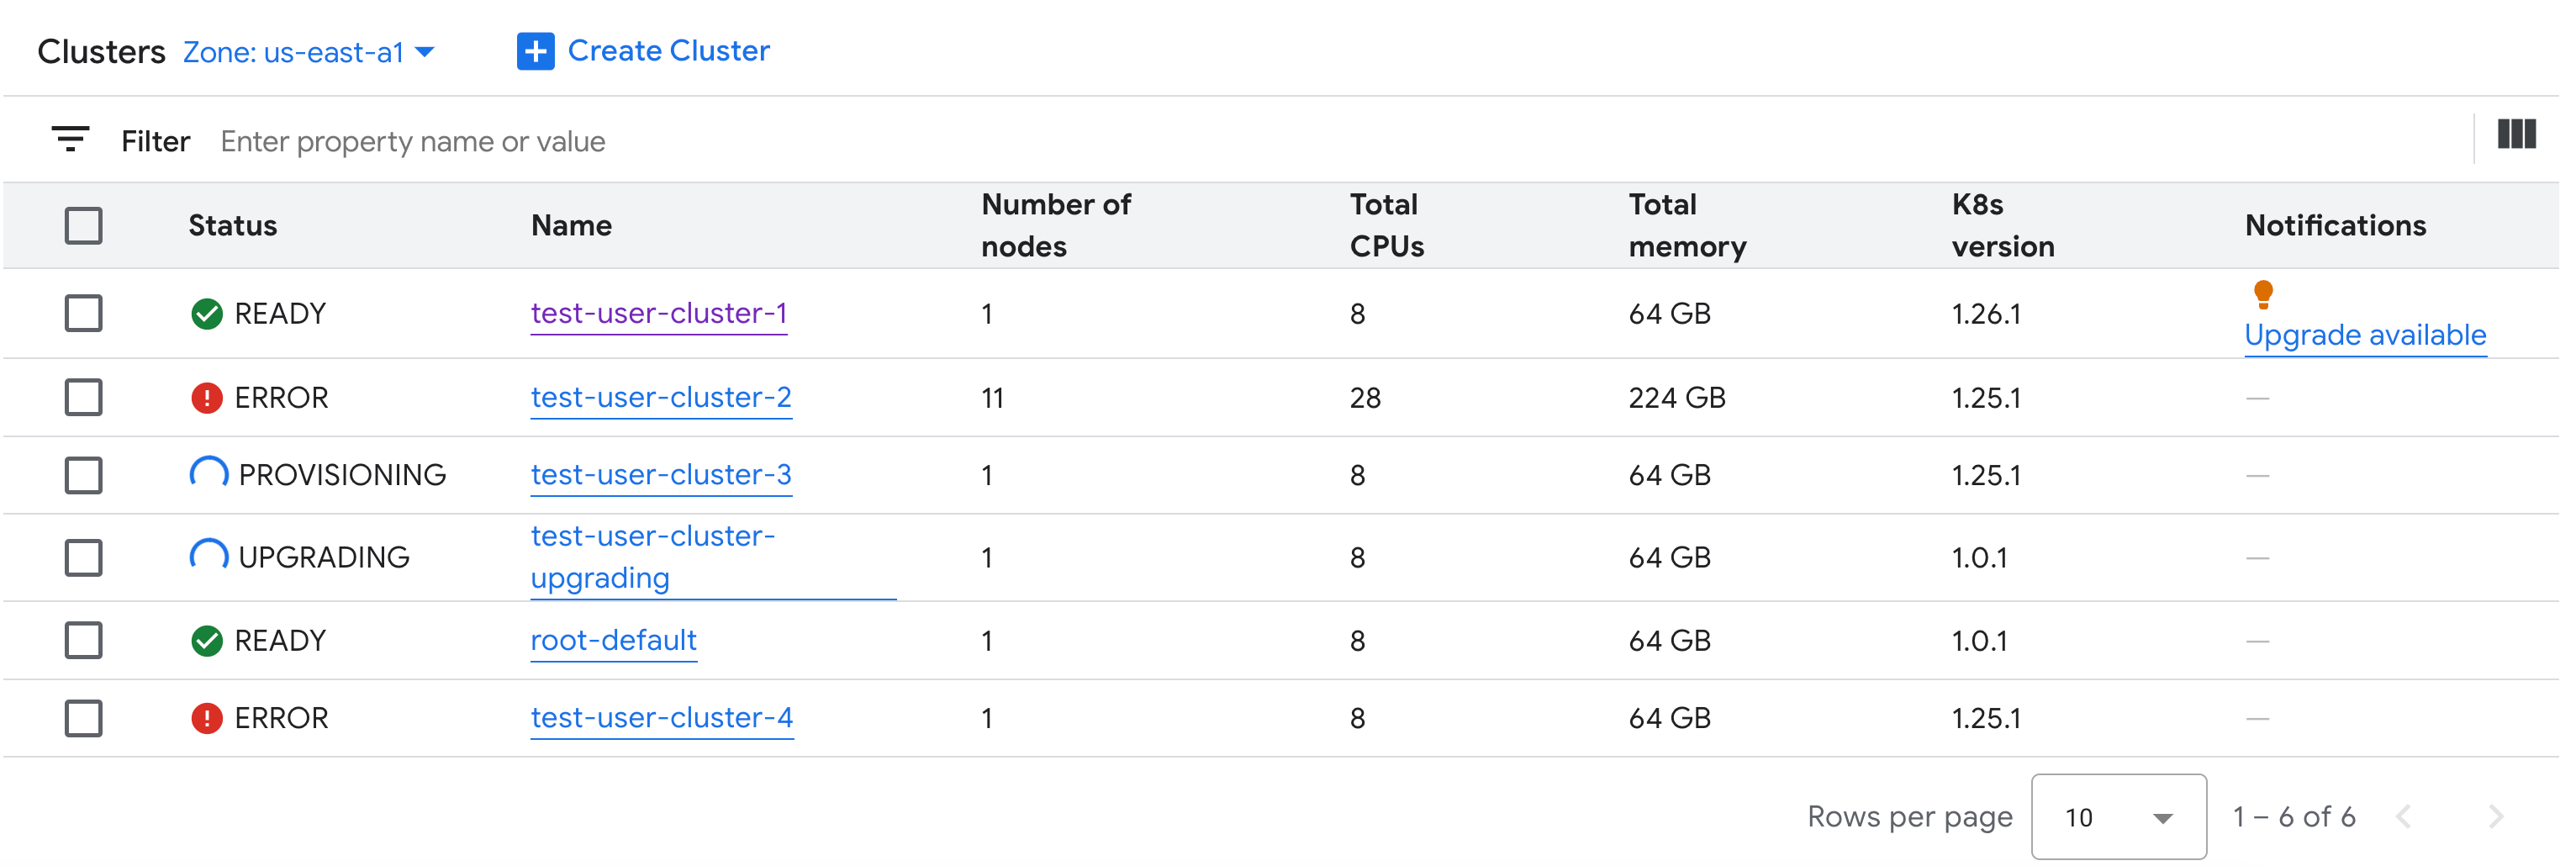 Clusters Zone: us-east-a1 Create Cluster
Filter Enter property name or value
Status Name Number of nodes Total CPUs Total memory K8s version Notifications
READY test-user-cluster-1 1 8 64 GB 1.26.1 Upgrade available
ERROR test-user-cluster-2 11 28 224 GB 1.25.1 —
PROVISIONING test-user-cluster-3 1 8 64 GB 1.25.1 —
UPGRADING test-user-cluster-upgrading 1 8 64 GB 1.0.1 —
READY root-default 1 8 64 GB 1.0.1 —
ERROR test-user-cluster-4 1 8 64 GB 1.25.1 —
Rows per page 10 1 – 6 of 6